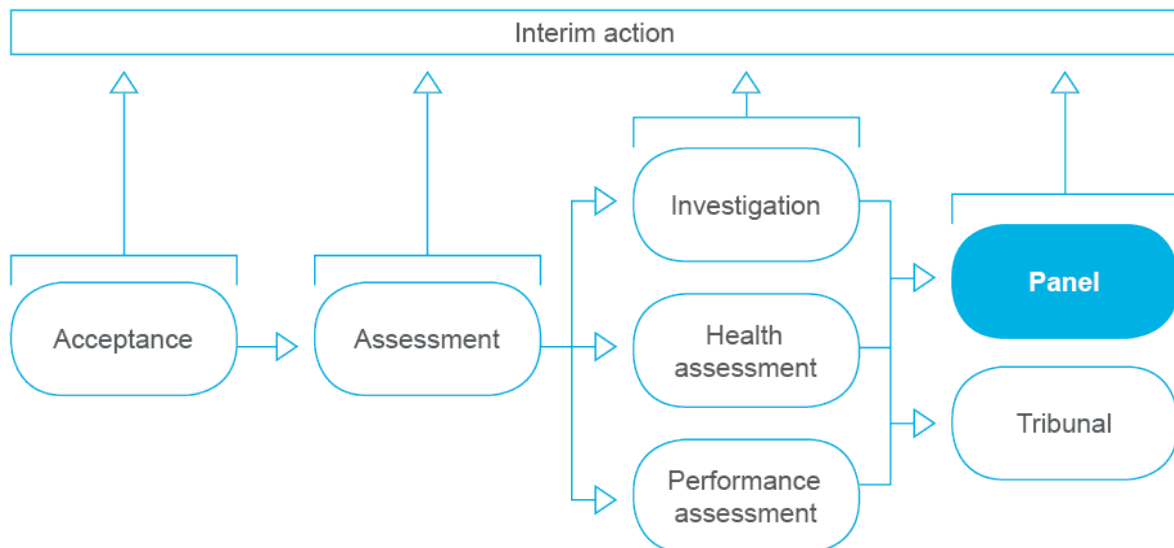 Interim action
Acceptance
Assessment
Investigation
Health
assessment
Performance
assessment
Panel
Tribunal